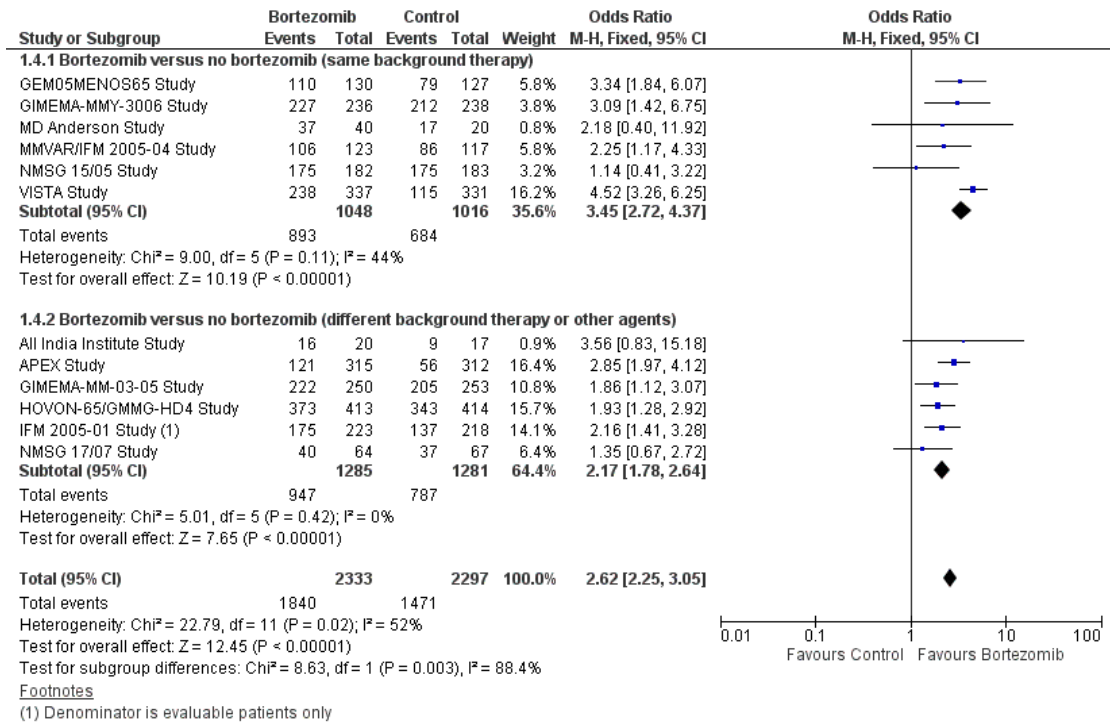 Bortezomib Control Odds Ratio Odds Ratio
Study or Subgroup Events Total Events Total Weight M-H, Fixed, 95% CI M-H, Fixed, 95% CI
1.4.1 Bortezomib versus no bortezomib (same background therapy)
GEM05MENOS65 Study 110 130 79 127 5.8% 3.34 [1.84, 6.07]
GIMEMA-MMY-3006 Study 227 236 212 238 3.8% 3.09 [1.42, 6.75]
MD Anderson Study 37 40 17 20 0.8% 2.18 [0.40, 11.92]
MMVAR/IFM 2005-04 Study 106 123 86 117 5.8% 2.25 [1.17, 4.33]
NMSG 15/05 Study 175 182 175 183 3.2% 1.14 [0.41, 3.22]
VISTA Study 238 337 115 331 16.2% 4.52 [3.26, 6.25]
Subtotal (95% CI) 1048 1016 35.6% 3.45 [2.72, 4.37]
Total events 893 684
Heterogeneity: Chi² = 9.00, df = 5 (P = 0.11); I² = 44%
Test for overall effect: Z = 10.19 (P < 0.00001)
1.4.2 Bortezomib versus no bortezomib (different background therapy or other agents)
All India Institute Study 16 20 9 17 0.9% 3.56 [0.83, 15.18]
APEX Study 121 315 56 312 16.4% 2.85 [1.97, 4.12]
GIMEMA-MM-03-05 Study 222 250 205 253 10.8% 1.86 [1.12, 3.07]
HOVON-65/GMMG-HD4 Study 373 413 343 414 15.7% 1.93 [1.28, 2.92]
IFM 2005-01 Study (1) 175 223 137 218 14.1% 2.16 [1.41, 3.28]
NMSG 17/07 Study 40 64 37 67 6.4% 1.35 [0.67, 2.72]
Subtotal (95% CI) 1285 1281 64.4% 2.17 [1.78, 2.64]
Total events 947 787
Heterogeneity: Chi² = 5.01, df = 5 (P = 0.42); I² = 0%
Test for overall effect: Z = 7.65 (P < 0.00001)
Total (95% CI) 2333 2297 100.0% 2.62 [2.25, 3.05]
Total events 1840 1471
Heterogeneity: Chi² = 22.79, df = 11 (P = 0.02); I² = 52%
Test for overall effect: Z = 12.45 (P < 0.00001)
Test for subgroup differences: Chi² = 8.63, df = 1 (P = 0.003), I² = 88.4%
0.01 0.1 1 10 100
Favours Control Favours Bortezomib
Footnotes
(1) Denominator is evaluable patients only